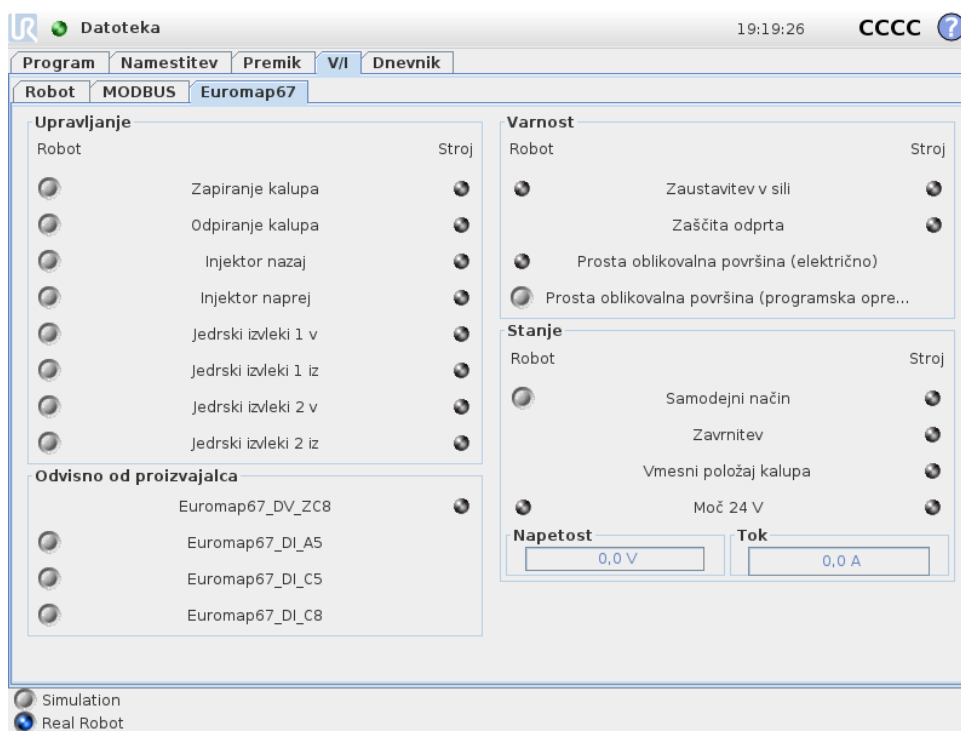 UR Datoteka 19:19:26 CCCC ?
Program Namestitev Premik V/I Dnevnik
Robot MODBUS Euromap67
Upravljanje
Robot Stroj
Zapiranje kalupa
Odpiranje kalupa
Injektor nazaj
Injektor naprej
Jedrski izvleki 1 v
Jedrski izvleki 1 iz
Jedrski izvleki 2 v
Jedrski izvleki 2 iz
Odvisno od proizvajalca
Euromap67_DV_ZC8
Euromap67_DI_A5
Euromap67_DI_C5
Euromap67_DI_C8
Varnost
Robot Stroj
Zaustavitev v sili
Zaščita odprta
Prosta oblikovalna površina (električno)
Prosta oblikovalna površina (programska opre...
Stanje
Robot Stroj
Samodejni način
Zavrnitev
Vmesni položaj kalupa
Moč 24 V
Napetost Tok
0,0 V 0,0 A
Simulation
Real Robot